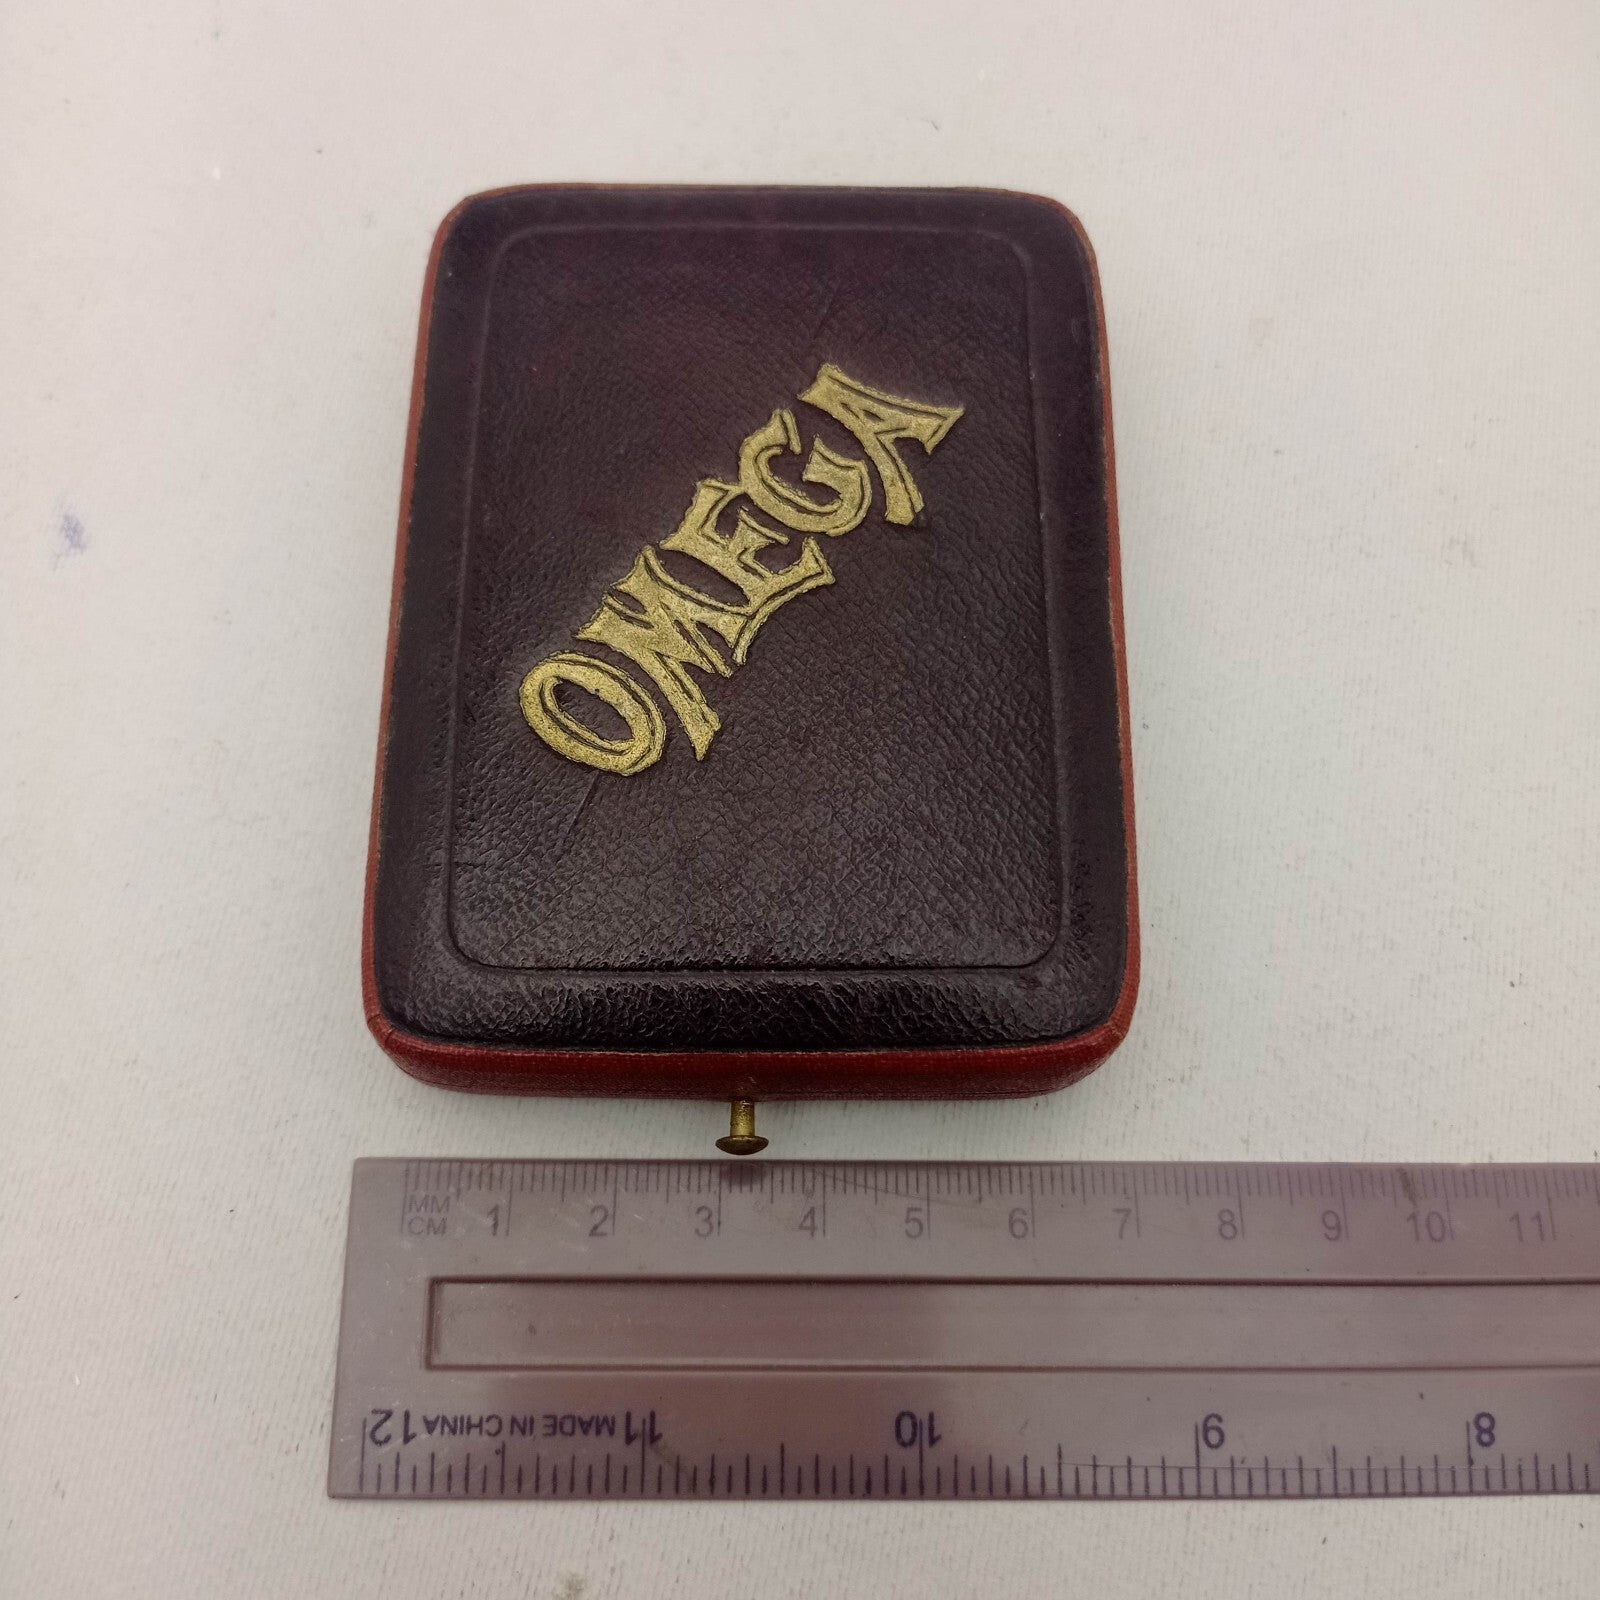 OMEGA
MM
CM 1 2 3 4 5 6 7 8 9 10 11
12 MADE IN CHINA 11 10 9 8